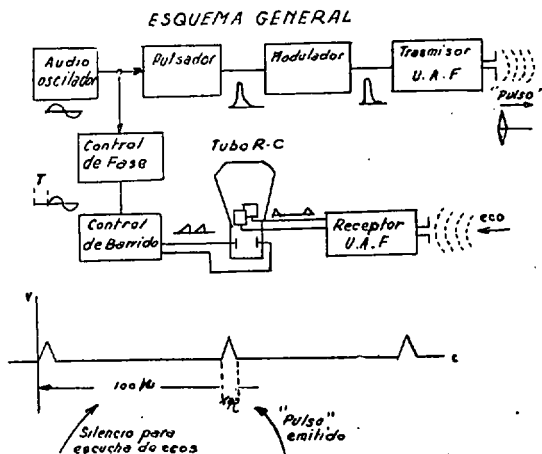 ESQUEMA GENERAL
Audio
oscilador
Pulsador
Modulador
Trasmisor
U.A.F
"Pulso"
Control
de Fase
Tubo R-C
T
Control
de Barrido
Receptor
U.A.F
eco
V
t
Silencio para
escucha de ecos
"Pulso"
emitido